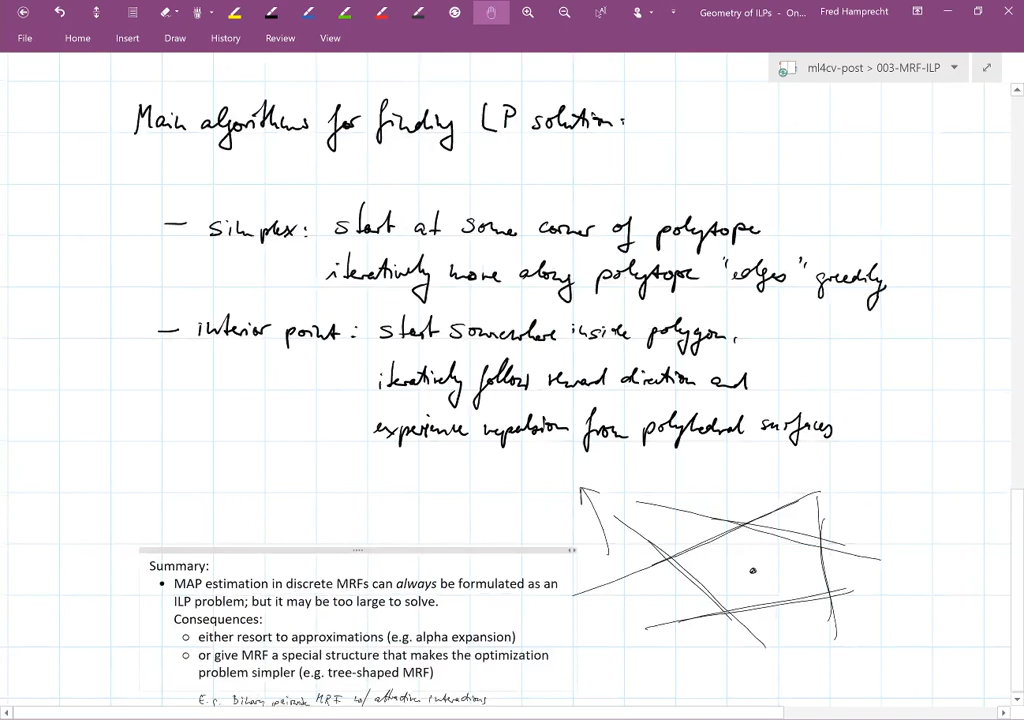 Geometry of ILPs - On...
Fred Hamprecht
File Home Insert Draw History Review View
ml4cv-post > 003-MRF-ILP
Main algorithms for finding LP solution:
- simplex: start at some corner of polytope
iteratively move along polytope "edges" greedily
- interior point: start somewhere inside polygon,
iteratively follow reward direction and
experience repulsion from polyhedral surfaces
Summary:
• MAP estimation in discrete MRFs can always be formulated as an
ILP problem; but it may be too large to solve.
Consequences:
○ either resort to approximations (e.g. alpha expansion)
○ or give MRF a special structure that makes the optimization
problem simpler (e.g. tree-shaped MRF)
E.g. Binary pairwise MRF w/ attractive interactions